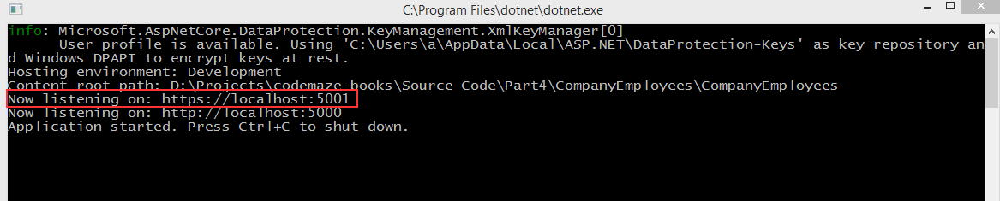 C:\Program Files\dotnet\dotnet.exe
info: Microsoft.AspNetCore.DataProtection.KeyManagement.XmlKeyManager[0]
User profile is available. Using 'C:\Users\a\AppData\Local\ASP.NET\DataProtection-Keys' as key repository an
d Windows DPAPI to encrypt keys at rest.
Hosting environment: Development
Content root path: D:\Projects\codemaze-books\Source Code\Part4\CompanyEmployees\CompanyEmployees
Now listening on: https://localhost:5001
Now listening on: http://localhost:5000
Application started. Press Ctrl+C to shut down.